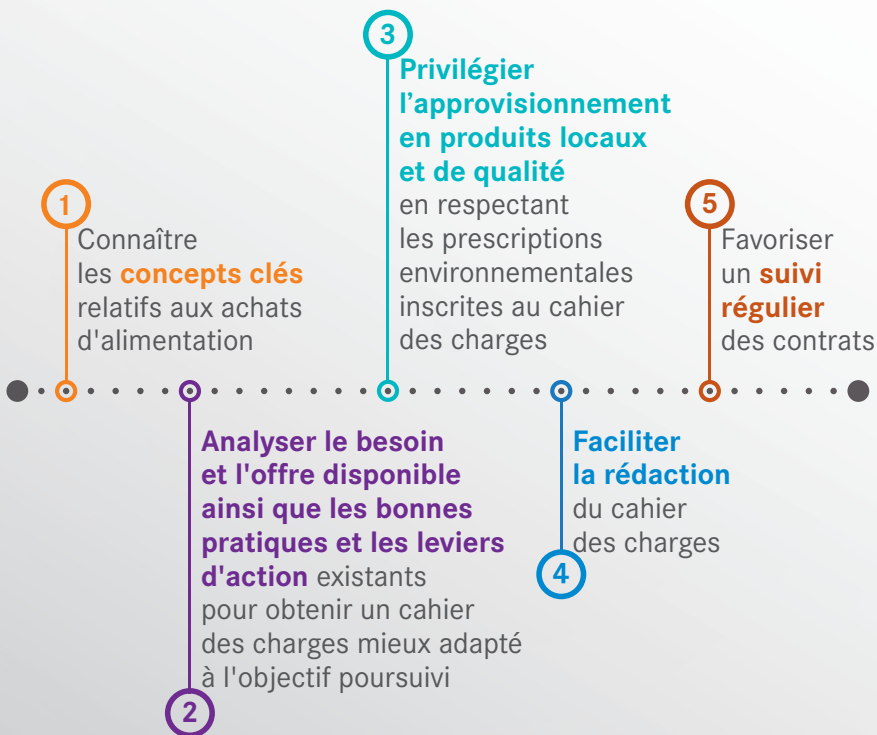 1
Connaître
les concepts clés
relatifs aux achats
d'alimentation
2
Analyser le besoin
et l'offre disponible
ainsi que les bonnes
pratiques et les leviers
d'action existants
pour obtenir un cahier
des charges mieux adapté
à l'objectif poursuivi
3
Privilégier
l’approvisionnement
en produits locaux
et de qualité
en respectant
les prescriptions
environnementales
inscrites au cahier
des charges
4
Faciliter
la rédaction
du cahier
des charges
5
Favoriser
un suivi
régulier
des contrats